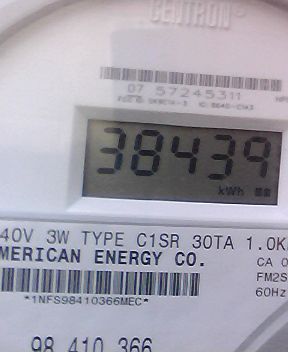 CENTRON®
07 57245311
38439
kWh
40V 3W TYPE C1SR 30TA 1.0K
MERICAN ENERGY CO.
CA 0
FM2S
60Hz
*1NFS98410366MEC*
98 410 366